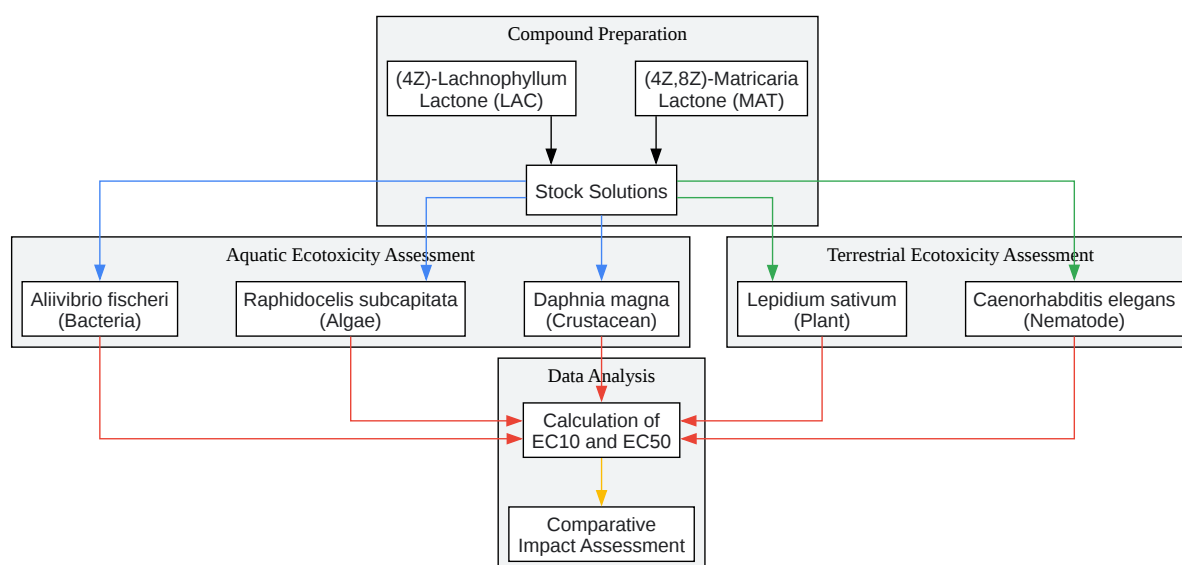 Compound Preparation
(4Z)-Lachnophyllum
Lactone (LAC)
(4Z,8Z)-Matricaria
Lactone (MAT)
Stock Solutions
Aquatic Ecotoxicity Assessment
Terrestrial Ecotoxicity Assessment
Aliivibrio fischeri
(Bacteria)
Raphidocelis subcapitata
(Algae)
Daphnia magna
(Crustacean)
Lepidium sativum
(Plant)
Caenorhabditis elegans
(Nematode)
Data Analysis
Calculation of
EC10 and EC50
Comparative
Impact Assessment